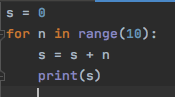 s = 0
for n in range(10):
    s = s + n
    print(s)